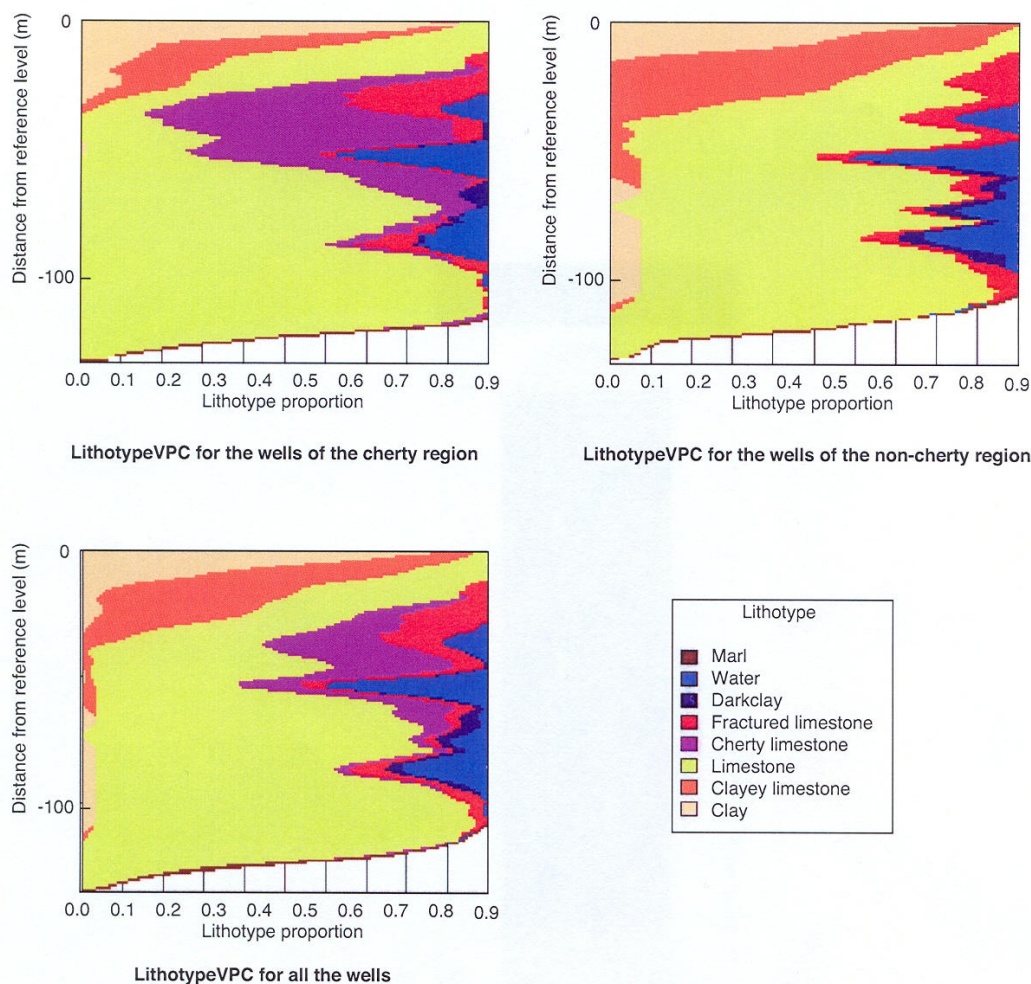 Distance from reference level (m)
0
-100
0.0 0.1 0.2 0.3 0.4 0.5 0.6 0.7 0.8 0.9
Lithotype proportion
LithotypeVPC for the wells of the cherty region
Distance from reference level (m)
0
-100
0.0 0.1 0.2 0.3 0.4 0.5 0.6 0.7 0.8 0.9
Lithotype proportion
LithotypeVPC for the wells of the non-cherty region
Distance from reference level (m)
0
-100
0.0 0.1 0.2 0.3 0.4 0.5 0.6 0.7 0.8 0.9
Lithotype proportion
LithotypeVPC for all the wells
Lithotype
Marl
Water
Darkclay
Fractured limestone
Cherty limestone
Limestone
Clayey limestone
Clay